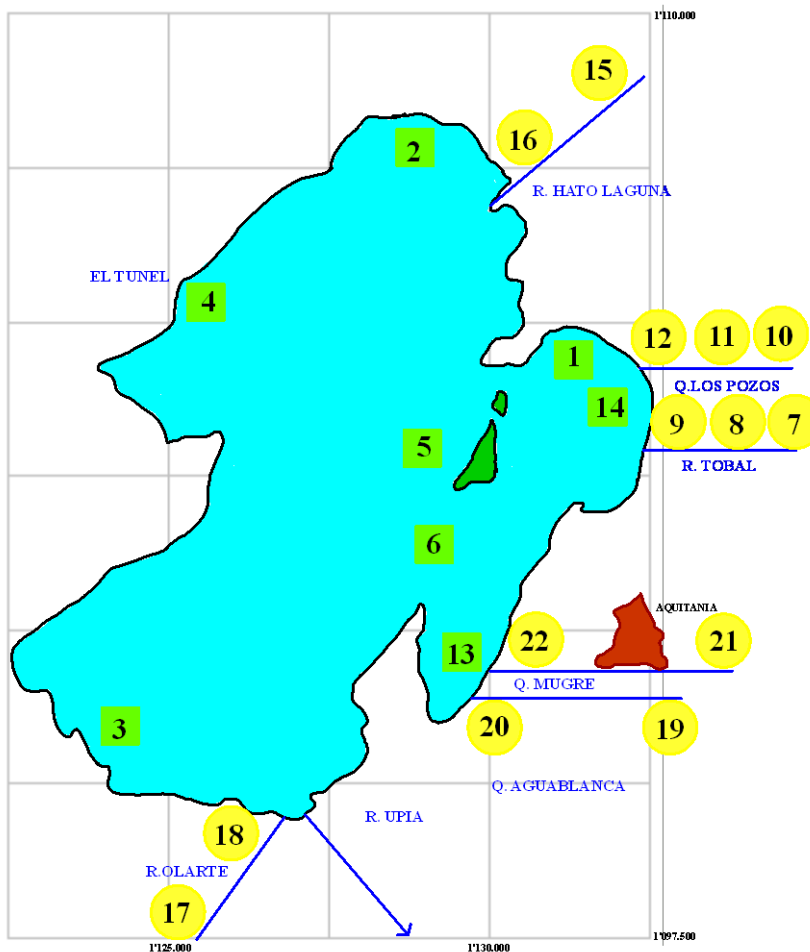 1'110.000
15
16
2
R. HATO LAGUNA
EL TUNEL
4
12 11 10
1
Q.LOS POZOS
14
9 8 7
5
R. TOBAL
6
AQUITANIA
22 21
13
Q. MUGRE
3
20 19
Q. AGUABLANCA
R. UPIA
18
R.OLARTE
17
1'125.000 1'130.000 1'097.500